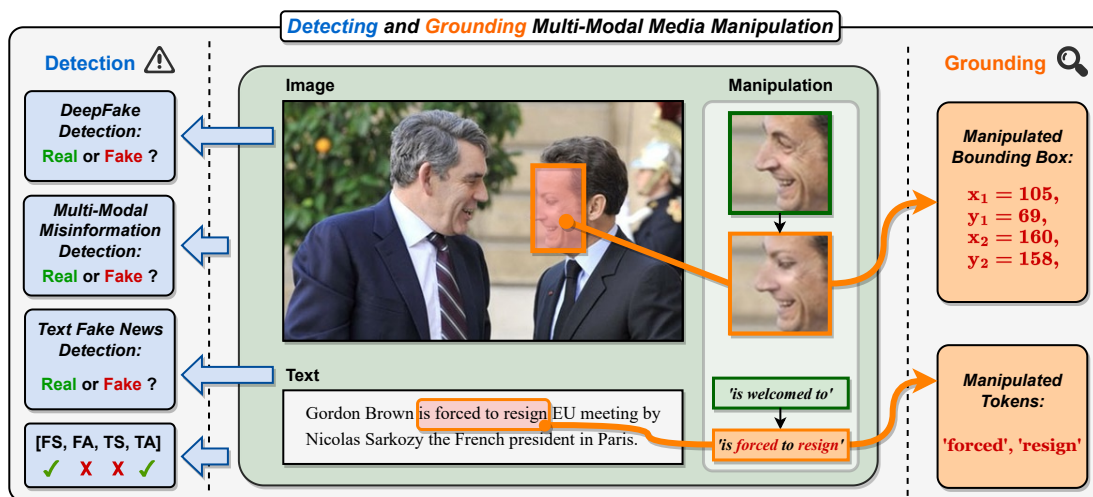 Detecting and Grounding Multi-Modal Media Manipulation
Detection
DeepFake
Detection:
Real or Fake ?
Multi-Modal
Misinformation
Detection:
Real or Fake ?
Text Fake News
Detection:
Real or Fake ?
[FS, FA, TS, TA]
✓ X X ✓
Image
Manipulation
Text
Gordon Brown is forced to resign EU meeting by
Nicolas Sarkozy the French president in Paris.
'is welcomed to'
'is forced to resign'
Grounding
Manipulated
Bounding Box:
x₁ = 105,
y₁ = 69,
x₂ = 160,
y₂ = 158,
Manipulated
Tokens:
'forced', 'resign'